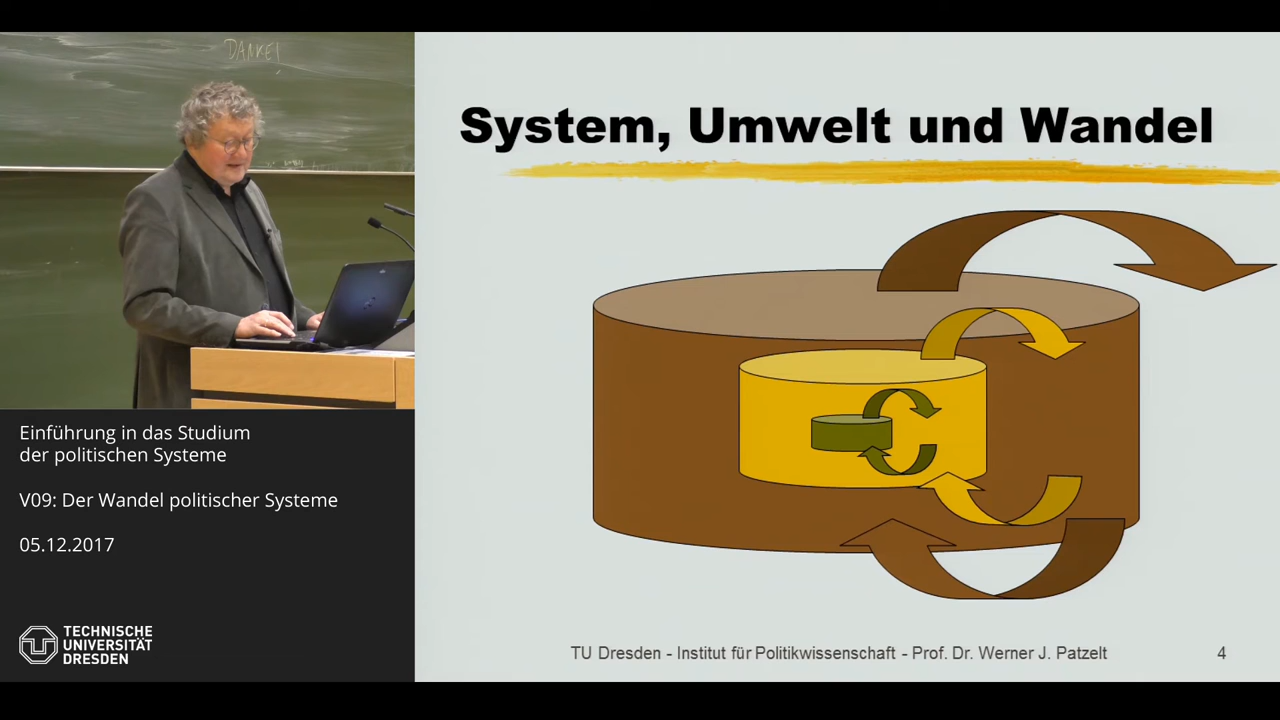 DANKE!
System, Umwelt und Wandel
Einführung in das Studium
der politischen Systeme
V09: Der Wandel politischer Systeme
05.12.2017
TECHNISCHE
UNIVERSITÄT
DRESDEN
TU Dresden - Institut für Politikwissenschaft - Prof. Dr. Werner J. Patzelt
4